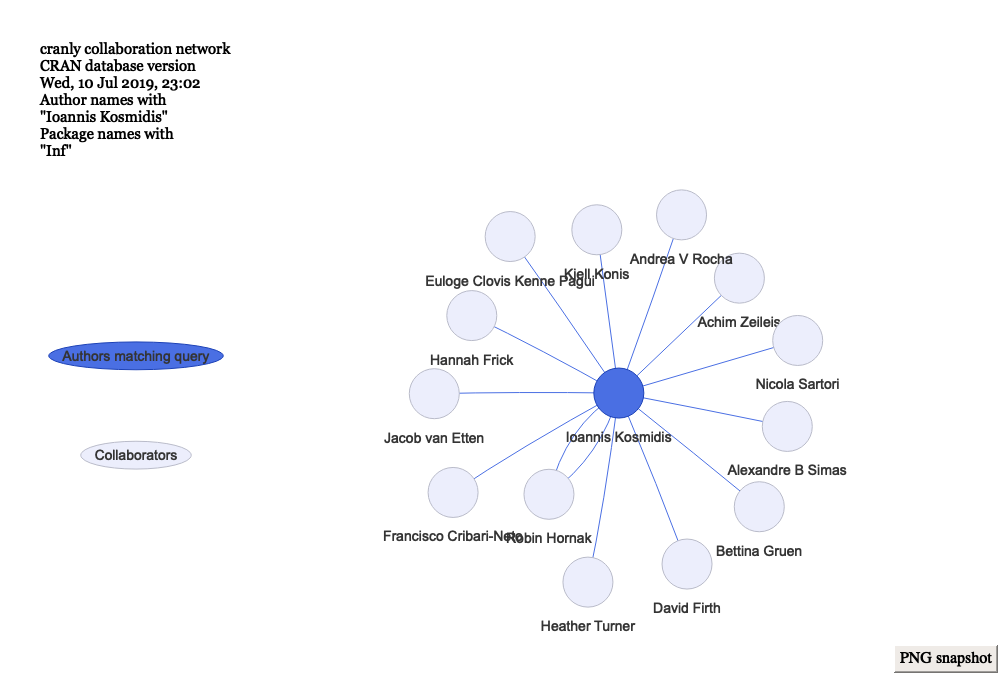 cranly collaboration network
CRAN database version
Wed, 10 Jul 2019, 23:02
Author names with
"Ioannis Kosmidis"
Package names with
"Inf"
Andrea V Rocha
Kjell Konis
Euloge Clovis Kenne Pagui
Achim Zeileis
Authors matching query
Hannah Frick
Nicola Sartori
Jacob van Etten
Ioannis Kosmidis
Collaborators
Alexandre B Simas
Francisco Cribari-Neto
Robin Hornak
Bettina Gruen
David Firth
Heather Turner
PNG snapshot